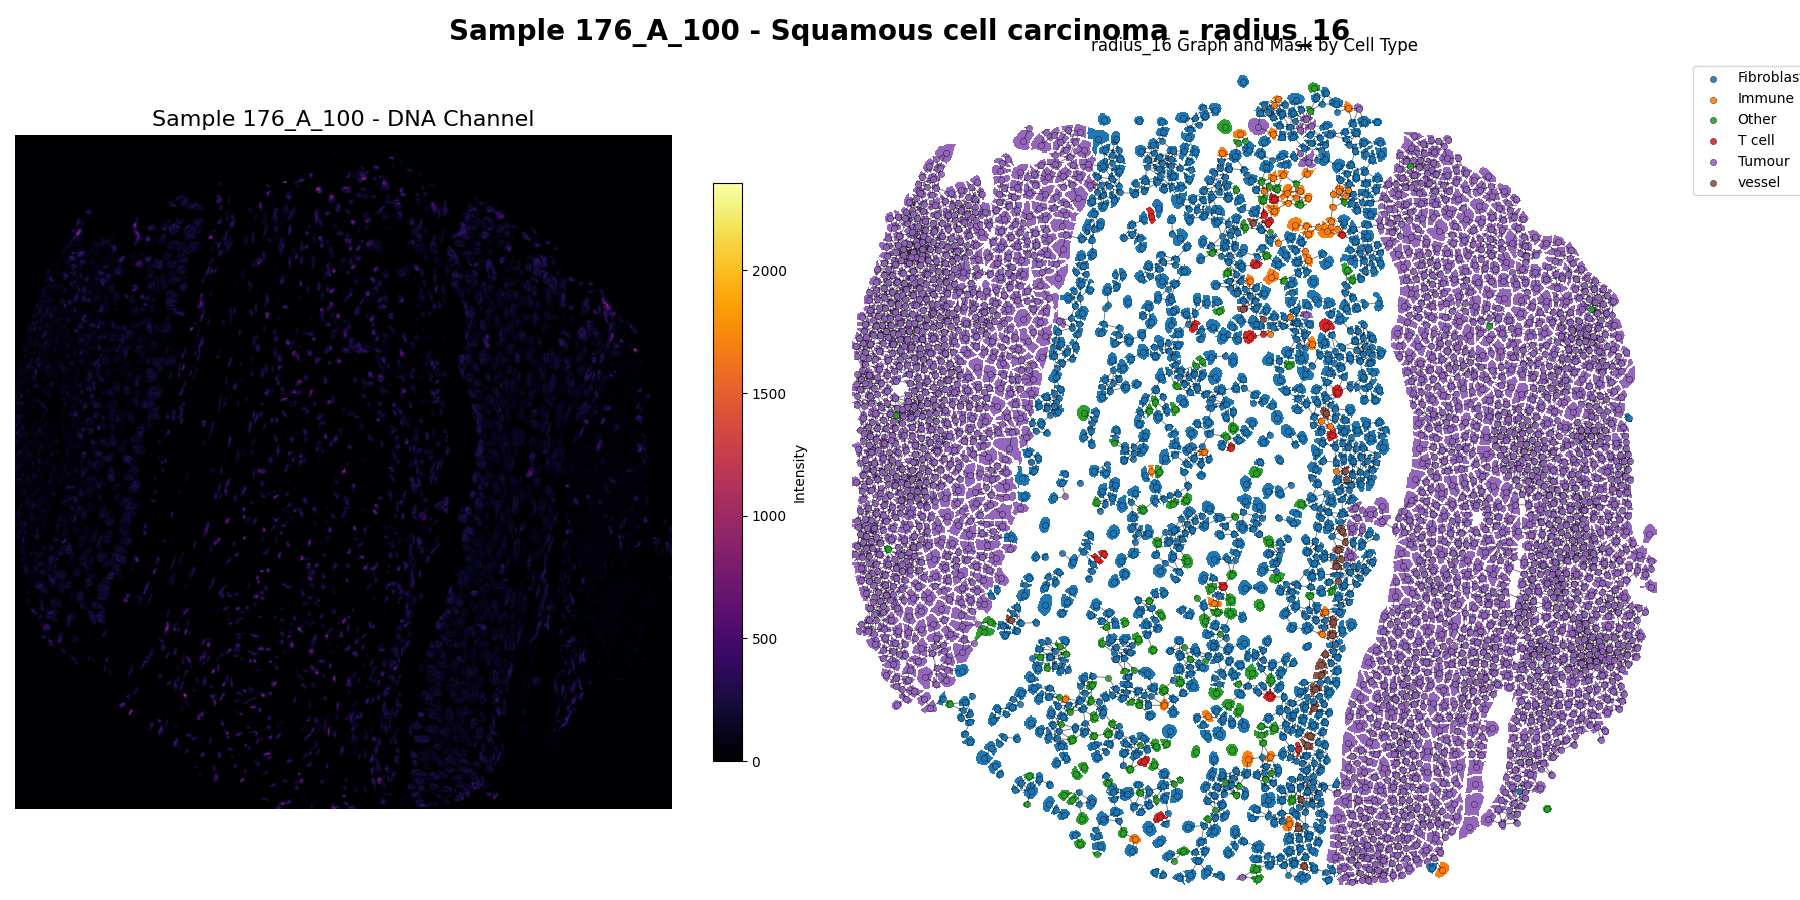 Sample 176_A_100 - Squamous cell carcinoma - radius_16
radius_16 Graph and Mask by Cell Type
Sample 176_A_100 - DNA Channel
2000
1500
1000
500
0
Intensity
Fibroblast
Immune
Other
T cell
Tumour
vessel